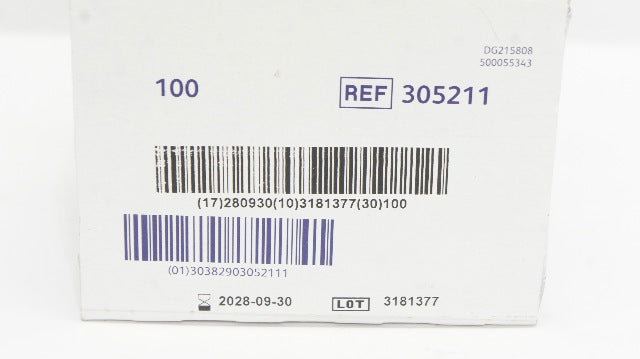 DG215808
500055343
100
REF 305211
(17)280930(10)3181377(30)100
(01)30382903052111
2028-09-30 LOT 3181377